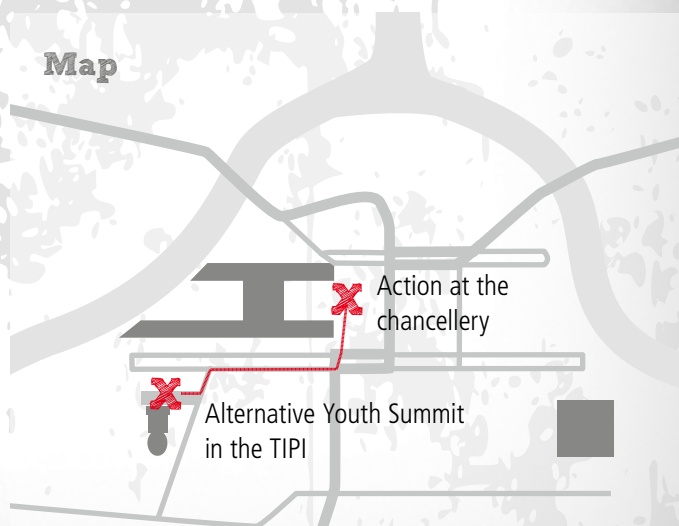 Map
Action at the
chancellery
Alternative Youth Summit
in the TIPI